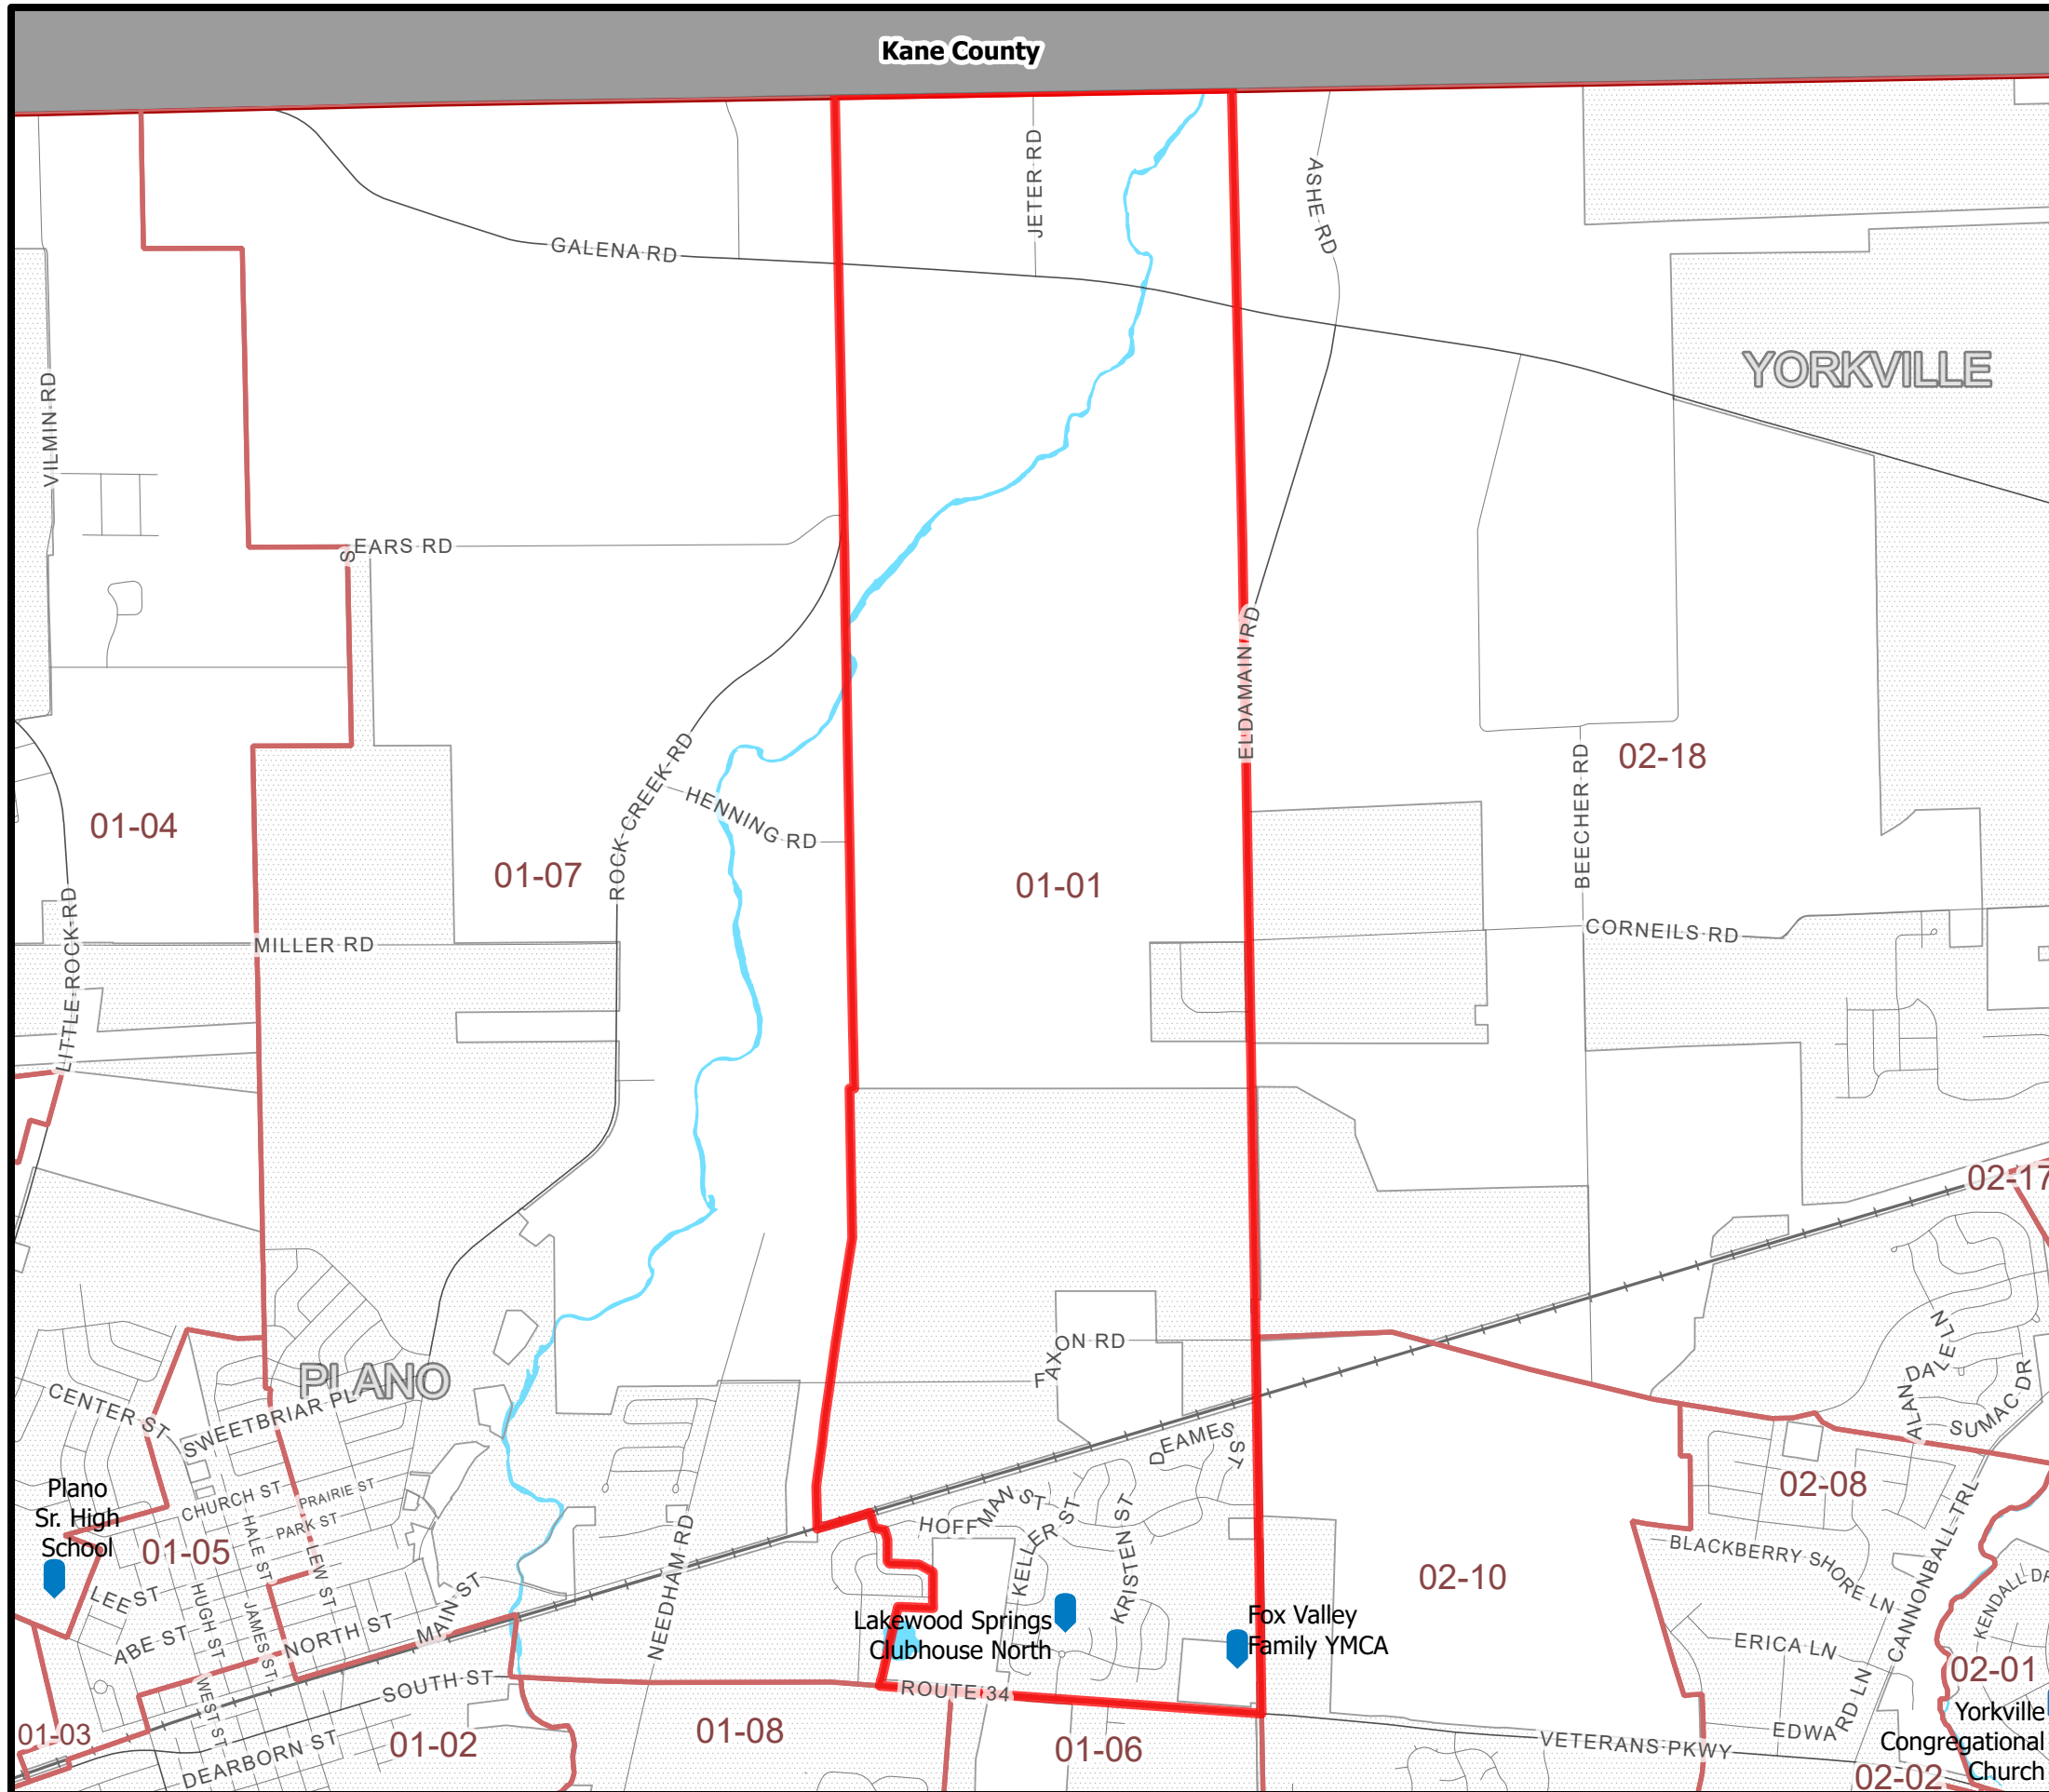 Kane County
JETER RD
ASHE RD
GALENA RD
YORKVILLE
VILMIN RD
SEARS RD
ELDAMAIN RD
ROCK CREEK RD
02-18
BEECHER RD
HENNING RD
01-04
01-07
01-01
LITTLE ROCK RD
MILLER RD
CORNEILS RD
02-17
FAXON RD
PLANO
SWEETBRIAR PL
CENTER ST
DALE LN
ALAN
SUMAC DR
DEAMES ST
Plano
Sr. High
School
CHURCH ST
PRAIRIE ST
PARK ST
HALE ST
LEW ST
01-05
HOFFMAN ST
KELLER ST
KRISTEN ST
02-08
BLACKBERRY SHORE LN
CANNONBALL TRL
KENDALL DR
02-10
LEE ST
HUGH ST
JAMES ST
ABE ST
NORTH ST
MAIN ST
NEEDHAM RD
Lakewood Springs
Clubhouse North
Fox Valley
Family YMCA
ERICA LN
02-01
WEST ST
SOUTH ST
ROUTE 34
01-03
DEARBORN ST
01-02
01-08
01-06
VETERANS PKWY
EDWARD LN
Yorkville
Congregational
Church
02-02